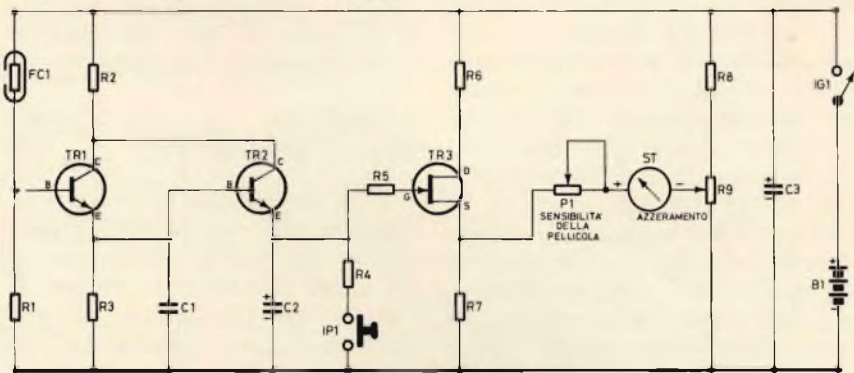 FC1
R2
R6
R8
IG1
TR1
C
B
E
TR2
C
B
E
R5
TR3
D
G
S
P1
SENSIBILITA'
DELLA
PELLICOLA
+
ST
-
AZZERAMENTO
R9
C3
+
-
R4
R1
R3
C1
+
-
C2
IP1
R7
+
-
B1